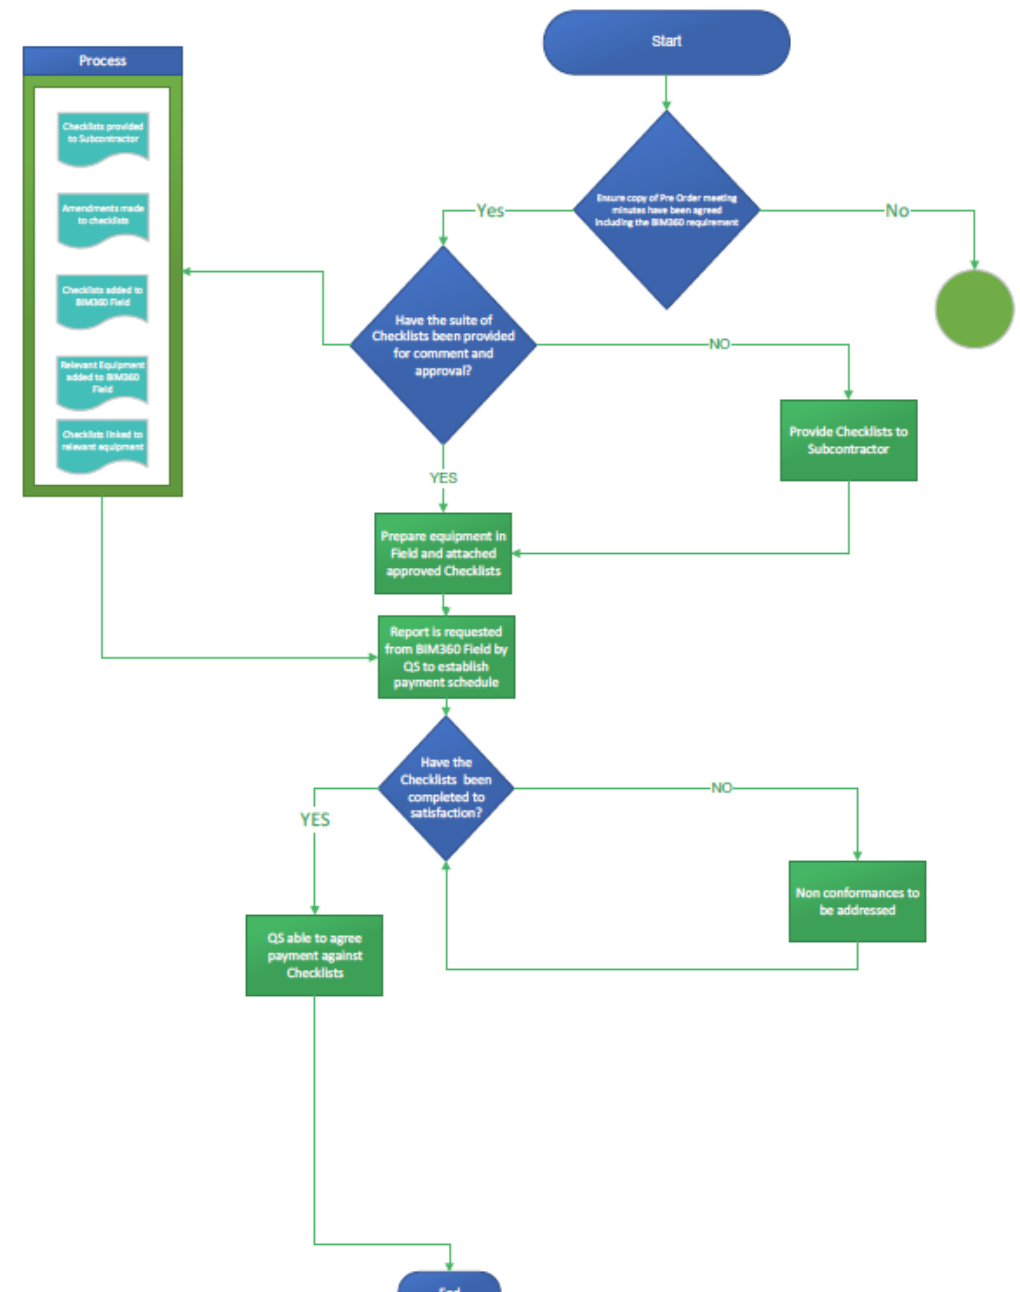 Start
Process
Checklists provided
to Subcontractor
Amendments made
to checklists
Checklists added to
BIM360 Field
Relevant Equipment
added to BIM360
Field
Checklists linked to
relevant equipment
Ensure copy of Pre Order meeting
minutes have been agreed
including the BIM360 requirement
Yes
No
Have the suite of
Checklists been provided
for comment and
approval?
NO
YES
Provide Checklists to
Subcontractor
Prepare equipment in
Field and attached
approved Checklists
Report is requested
from BIM360 Field by
QS to establish
payment schedule
Have the
Checklists been
completed to
satisfaction?
NO
YES
Non conformances to
be addressed
QS able to agree
payment against
Checklists
End